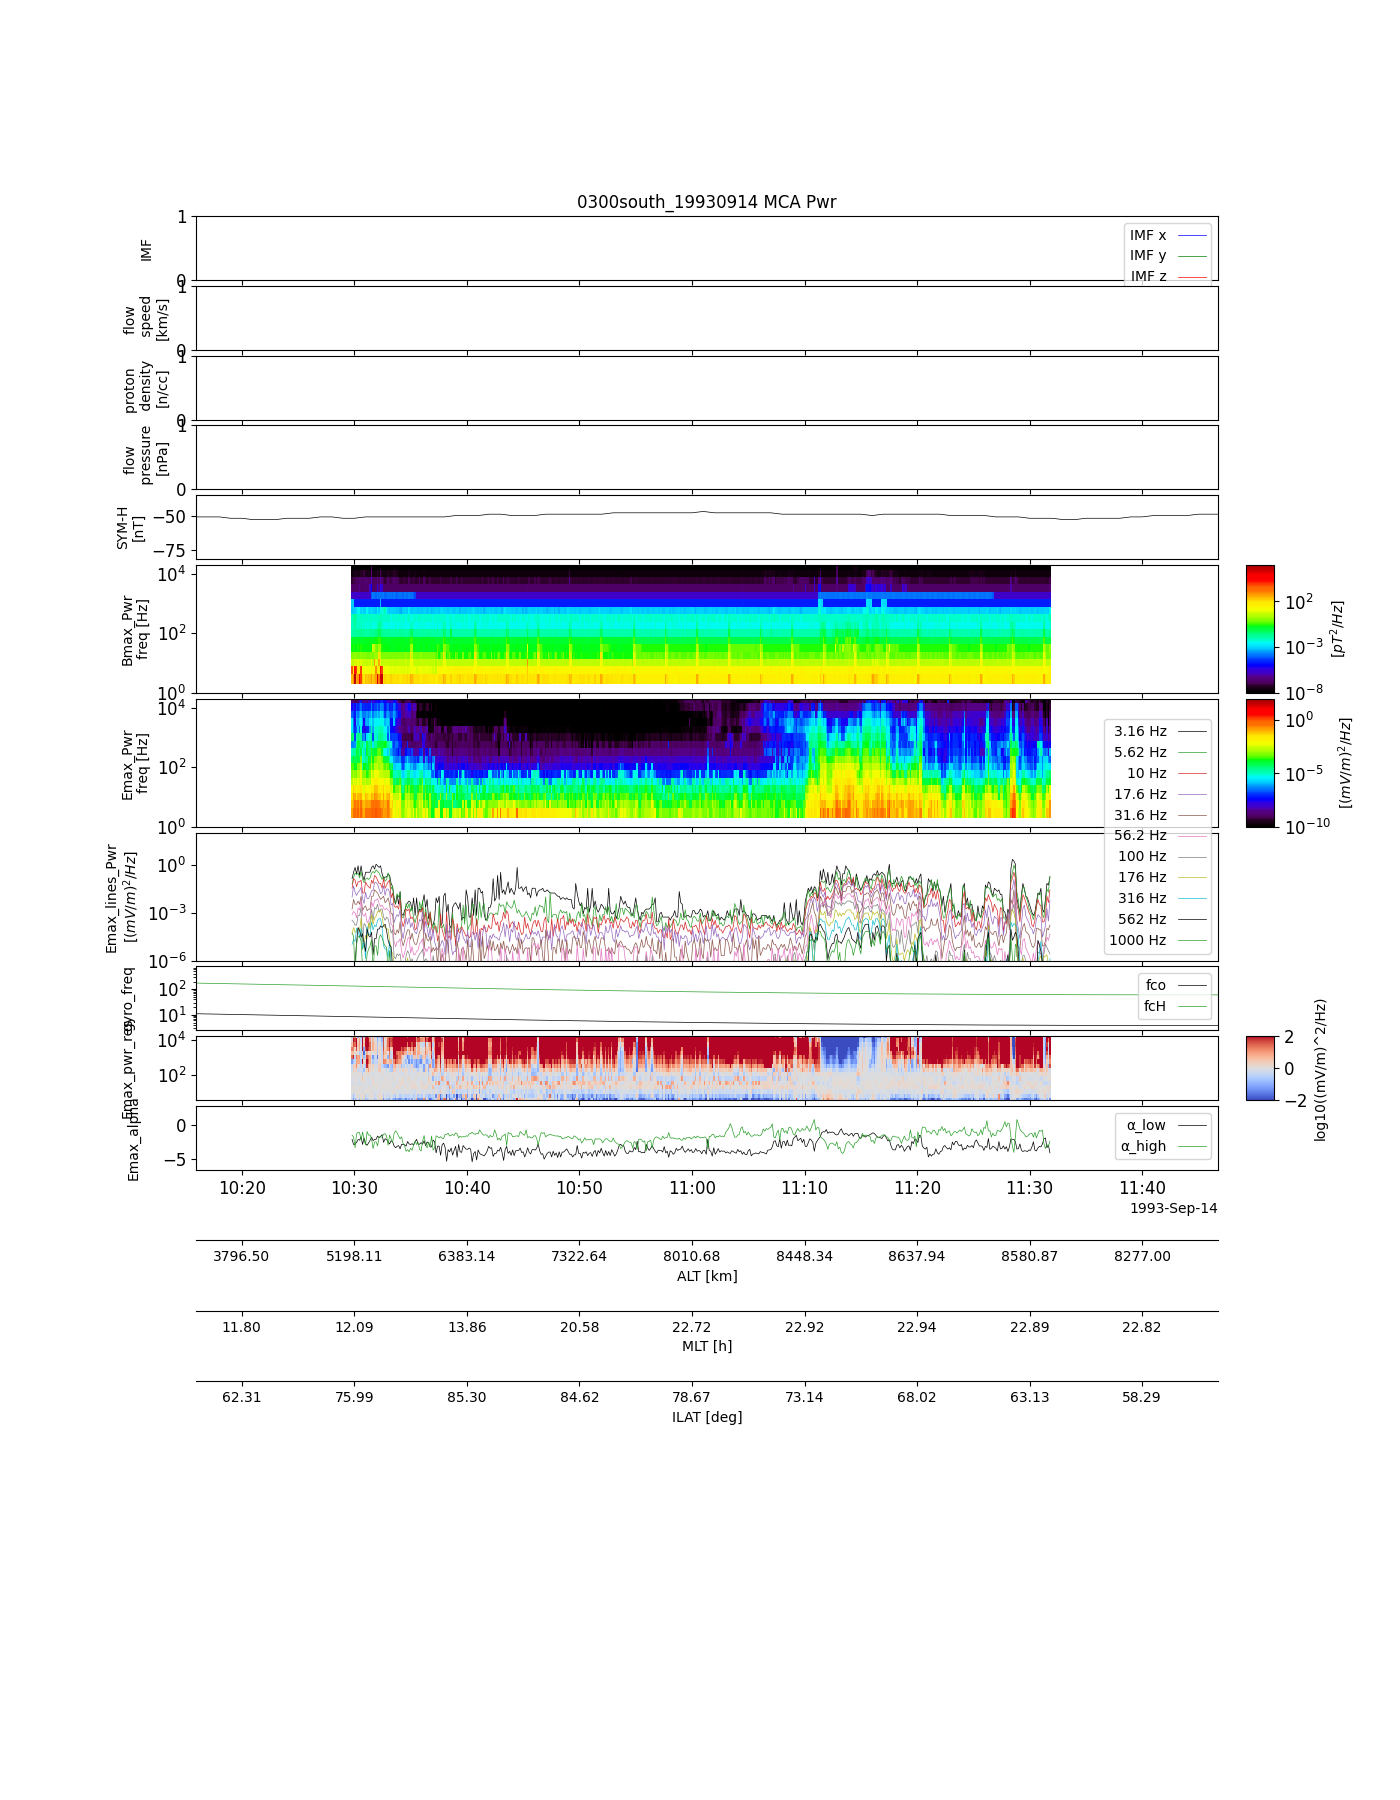 0300south_19930914 MCA Pwr
1
0
IMF
IMF x
IMF y
IMF z
1
0
flow
speed
[km/s]
1
0
proton
density
[n/cc]
1
0
flow
pressure
[nPa]
−50
−75
SYM-H
[nT]
10^4
10^2
10^0
Bmax_Pwr
freq [Hz]
10^2
10^−3
10^−8
[pT^2/Hz]
10^4
10^2
10^0
Emax_Pwr
freq [Hz]
10^0
10^−5
10^−10
[(mV/m)^2/Hz]
3.16 Hz
5.62 Hz
10 Hz
17.6 Hz
31.6 Hz
56.2 Hz
100 Hz
176 Hz
316 Hz
562 Hz
1000 Hz
10^0
10^−3
10^−6
Emax_lines_Pwr
[(mV/m)^2/Hz]
10^2
10^1
gyro_freq
fco
fcH
10^4
10^2
Emax_pwr_res
2
0
−2
log10((mV/m)^2/Hz)
0
−5
Emax_alpha
α_low
α_high
10:20 10:30 10:40 10:50 11:00 11:10 11:20 11:30 11:40
1993-Sep-14
3796.50 5198.11 6383.14 7322.64 8010.68 8448.34 8637.94 8580.87 8277.00
ALT [km]
11.80 12.09 13.86 20.58 22.72 22.92 22.94 22.89 22.82
MLT [h]
62.31 75.99 85.30 84.62 78.67 73.14 68.02 63.13 58.29
ILAT [deg]